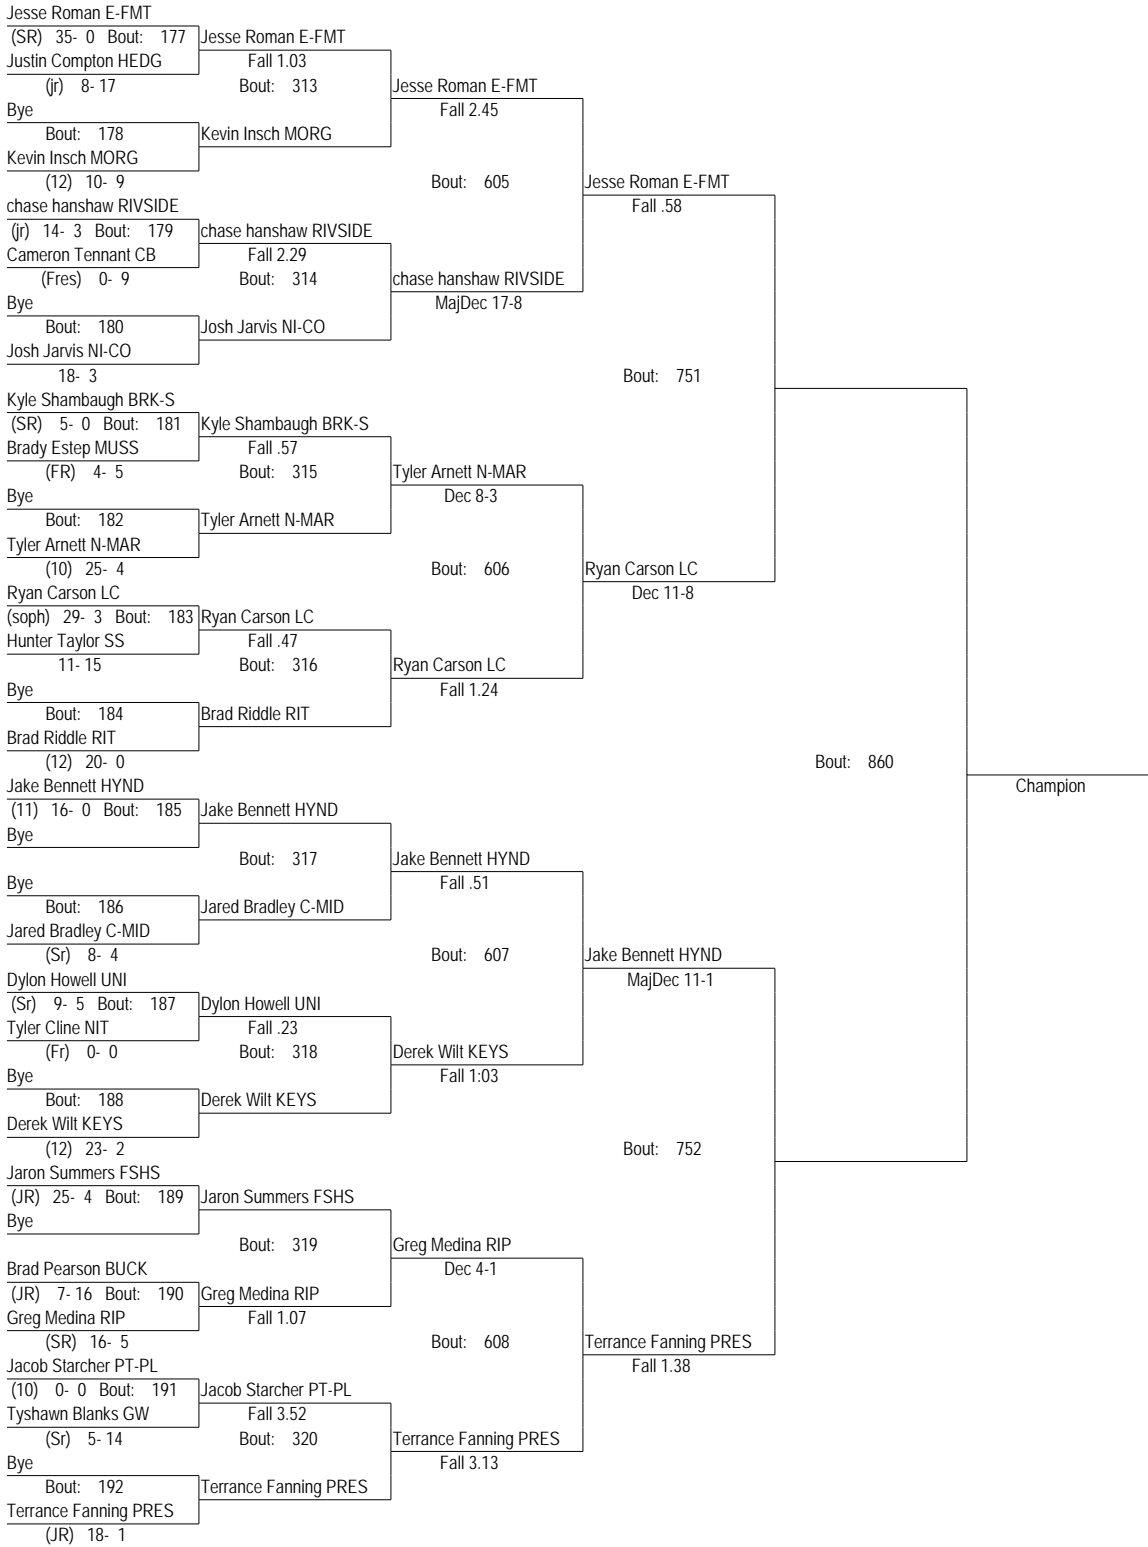 Jesse Roman E-FMT
(SR) 35- 0 Bout: 177 Jesse Roman E-FMT
Justin Compton HEDG Fall 1.03
(jr) 8- 17 Bout: 313 Jesse Roman E-FMT
Bye Fall 2.45
Bout: 178 Kevin Insch MORG
Kevin Insch MORG
(12) 10- 9 Bout: 605 Jesse Roman E-FMT
chase hanshaw RIVSIDE Fall .58
(jr) 14- 3 Bout: 179 chase hanshaw RIVSIDE
Cameron Tennant CB Fall 2.29
(Fres) 0- 9 Bout: 314 chase hanshaw RIVSIDE
Bye MajDec 17-8
Bout: 180 Josh Jarvis NI-CO
Josh Jarvis NI-CO
18- 3 Bout: 751
Kyle Shambaugh BRK-S
(SR) 5- 0 Bout: 181 Kyle Shambaugh BRK-S
Brady Estep MUSS Fall .57
(FR) 4- 5 Bout: 315 Tyler Arnett N-MAR
Bye Dec 8-3
Bout: 182 Tyler Arnett N-MAR
Tyler Arnett N-MAR
(10) 25- 4 Bout: 606 Ryan Carson LC
Ryan Carson LC Dec 11-8
(soph) 29- 3 Bout: 183 Ryan Carson LC
Hunter Taylor SS Fall .47
11- 15 Bout: 316 Ryan Carson LC
Bye Fall 1.24
Bout: 184 Brad Riddle RIT
Brad Riddle RIT
(12) 20- 0 Bout: 860
Jake Bennett HYND Champion
(11) 16- 0 Bout: 185 Jake Bennett HYND
Bye
Bout: 317 Jake Bennett HYND
Bye Fall .51
Bout: 186 Jared Bradley C-MID
Jared Bradley C-MID
(Sr) 8- 4 Bout: 607 Jake Bennett HYND
Dylon Howell UNI MajDec 11-1
(Sr) 9- 5 Bout: 187 Dylon Howell UNI
Tyler Cline NIT Fall .23
(Fr) 0- 0 Bout: 318 Derek Wilt KEYS
Bye Fall 1:03
Bout: 188 Derek Wilt KEYS
Derek Wilt KEYS
(12) 23- 2 Bout: 752
Jaron Summers FSHS
(JR) 25- 4 Bout: 189 Jaron Summers FSHS
Bye
Bout: 319 Greg Medina RIP
Brad Pearson BUCK Dec 4-1
(JR) 7- 16 Bout: 190 Greg Medina RIP
Greg Medina RIP Fall 1.07
(SR) 16- 5 Bout: 608 Terrance Fanning PRES
Jacob Starcher PT-PL Fall 1.38
(10) 0- 0 Bout: 191 Jacob Starcher PT-PL
Tyshawn Blanks GW Fall 3.52
(Sr) 5- 14 Bout: 320 Terrance Fanning PRES
Bye Fall 3.13
Bout: 192 Terrance Fanning PRES
Terrance Fanning PRES
(JR) 18- 1